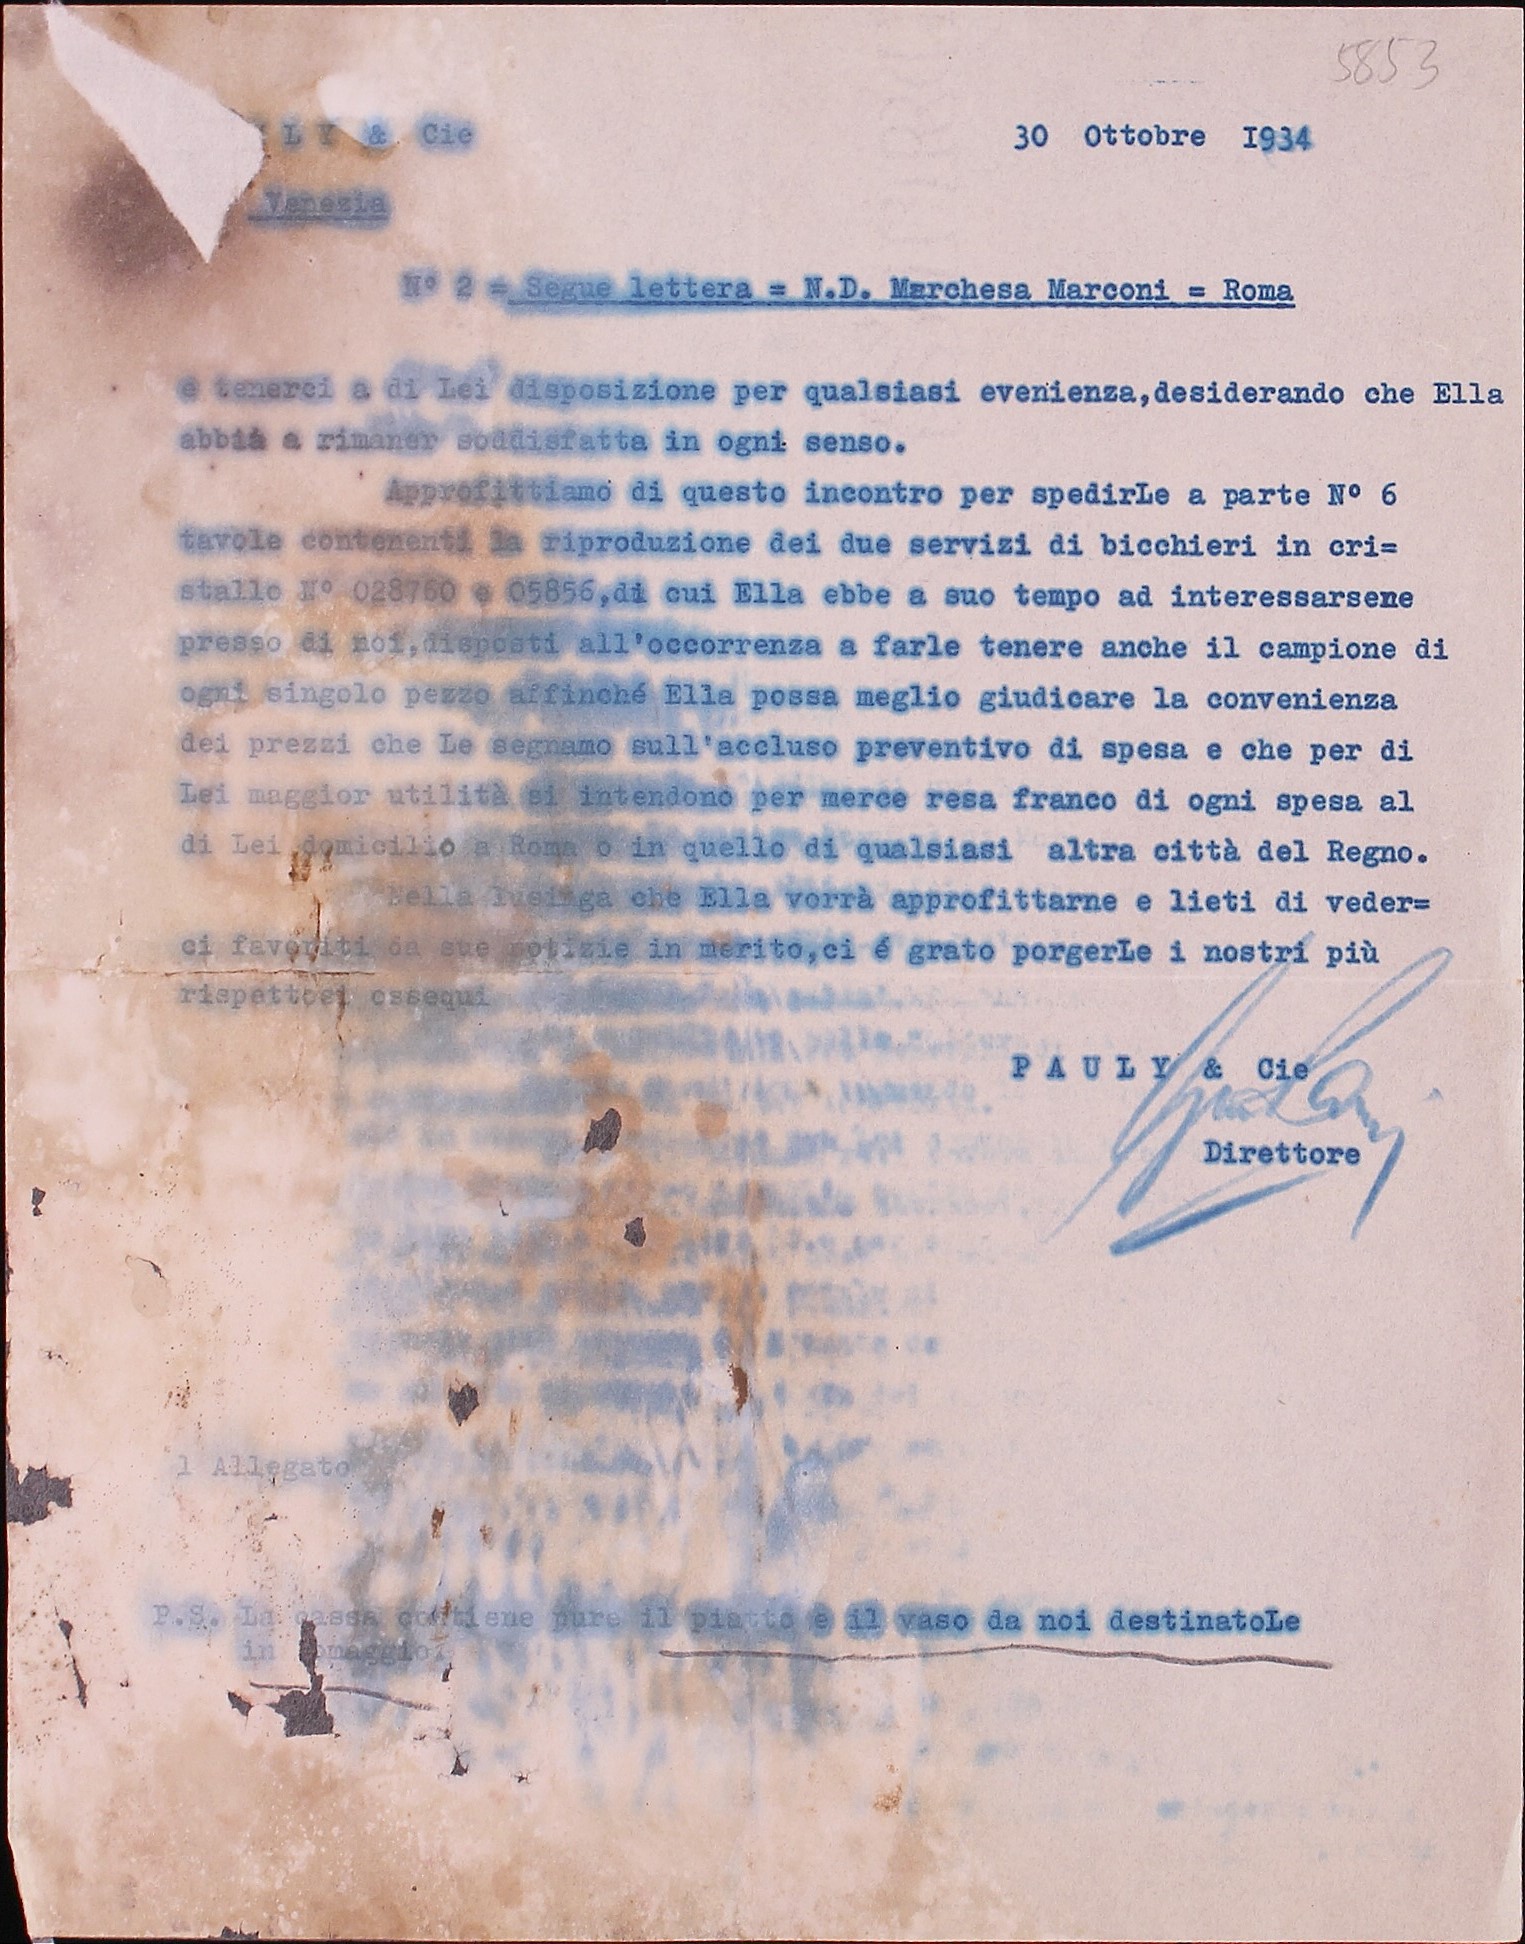 5853
L Y & Cie
30 Ottobre I934
Venezia
Nº 2 = Segue lettera = N.D. Marchesa Marconi = Roma
e tenerci a di Lei disposizione per qualsiasi evenienza,desiderando che Ella
abbia a rimaner soddisfatta in ogni senso.
Approfittiamo di questo incontro per spedirLe a parte Nº 6
tavole contenenti la riproduzione dei due servizi di bicchieri in cri=
stallo Nº 028760 e 05856,di cui Ella ebbe a suo tempo ad interessarsene
presso di noi,disposti all'occorrenza a farle tenere anche il campione di
ogni singolo pezzo affinché Ella possa meglio giudicare la convenienza
dei prezzi che Le segnamo sull'accluso preventivo di spesa e che per di
Lei maggior utilità si intendono per merce resa franco di ogni spesa al
di Lei domicilio a Roma o in quello di qualsiasi altra città del Regno.
Nella lusinga che Ella vorrà approfittarne e lieti di veder=
ci favoriti da sue notizie in merito,ci é grato porgerLe i nostri più
rispettosi ossequi
P A U L Y & Cie
Direttore
1 Allegato
P.S. La cassa contiene pure il piatto e il vaso da noi destinatoLe
in omaggio.